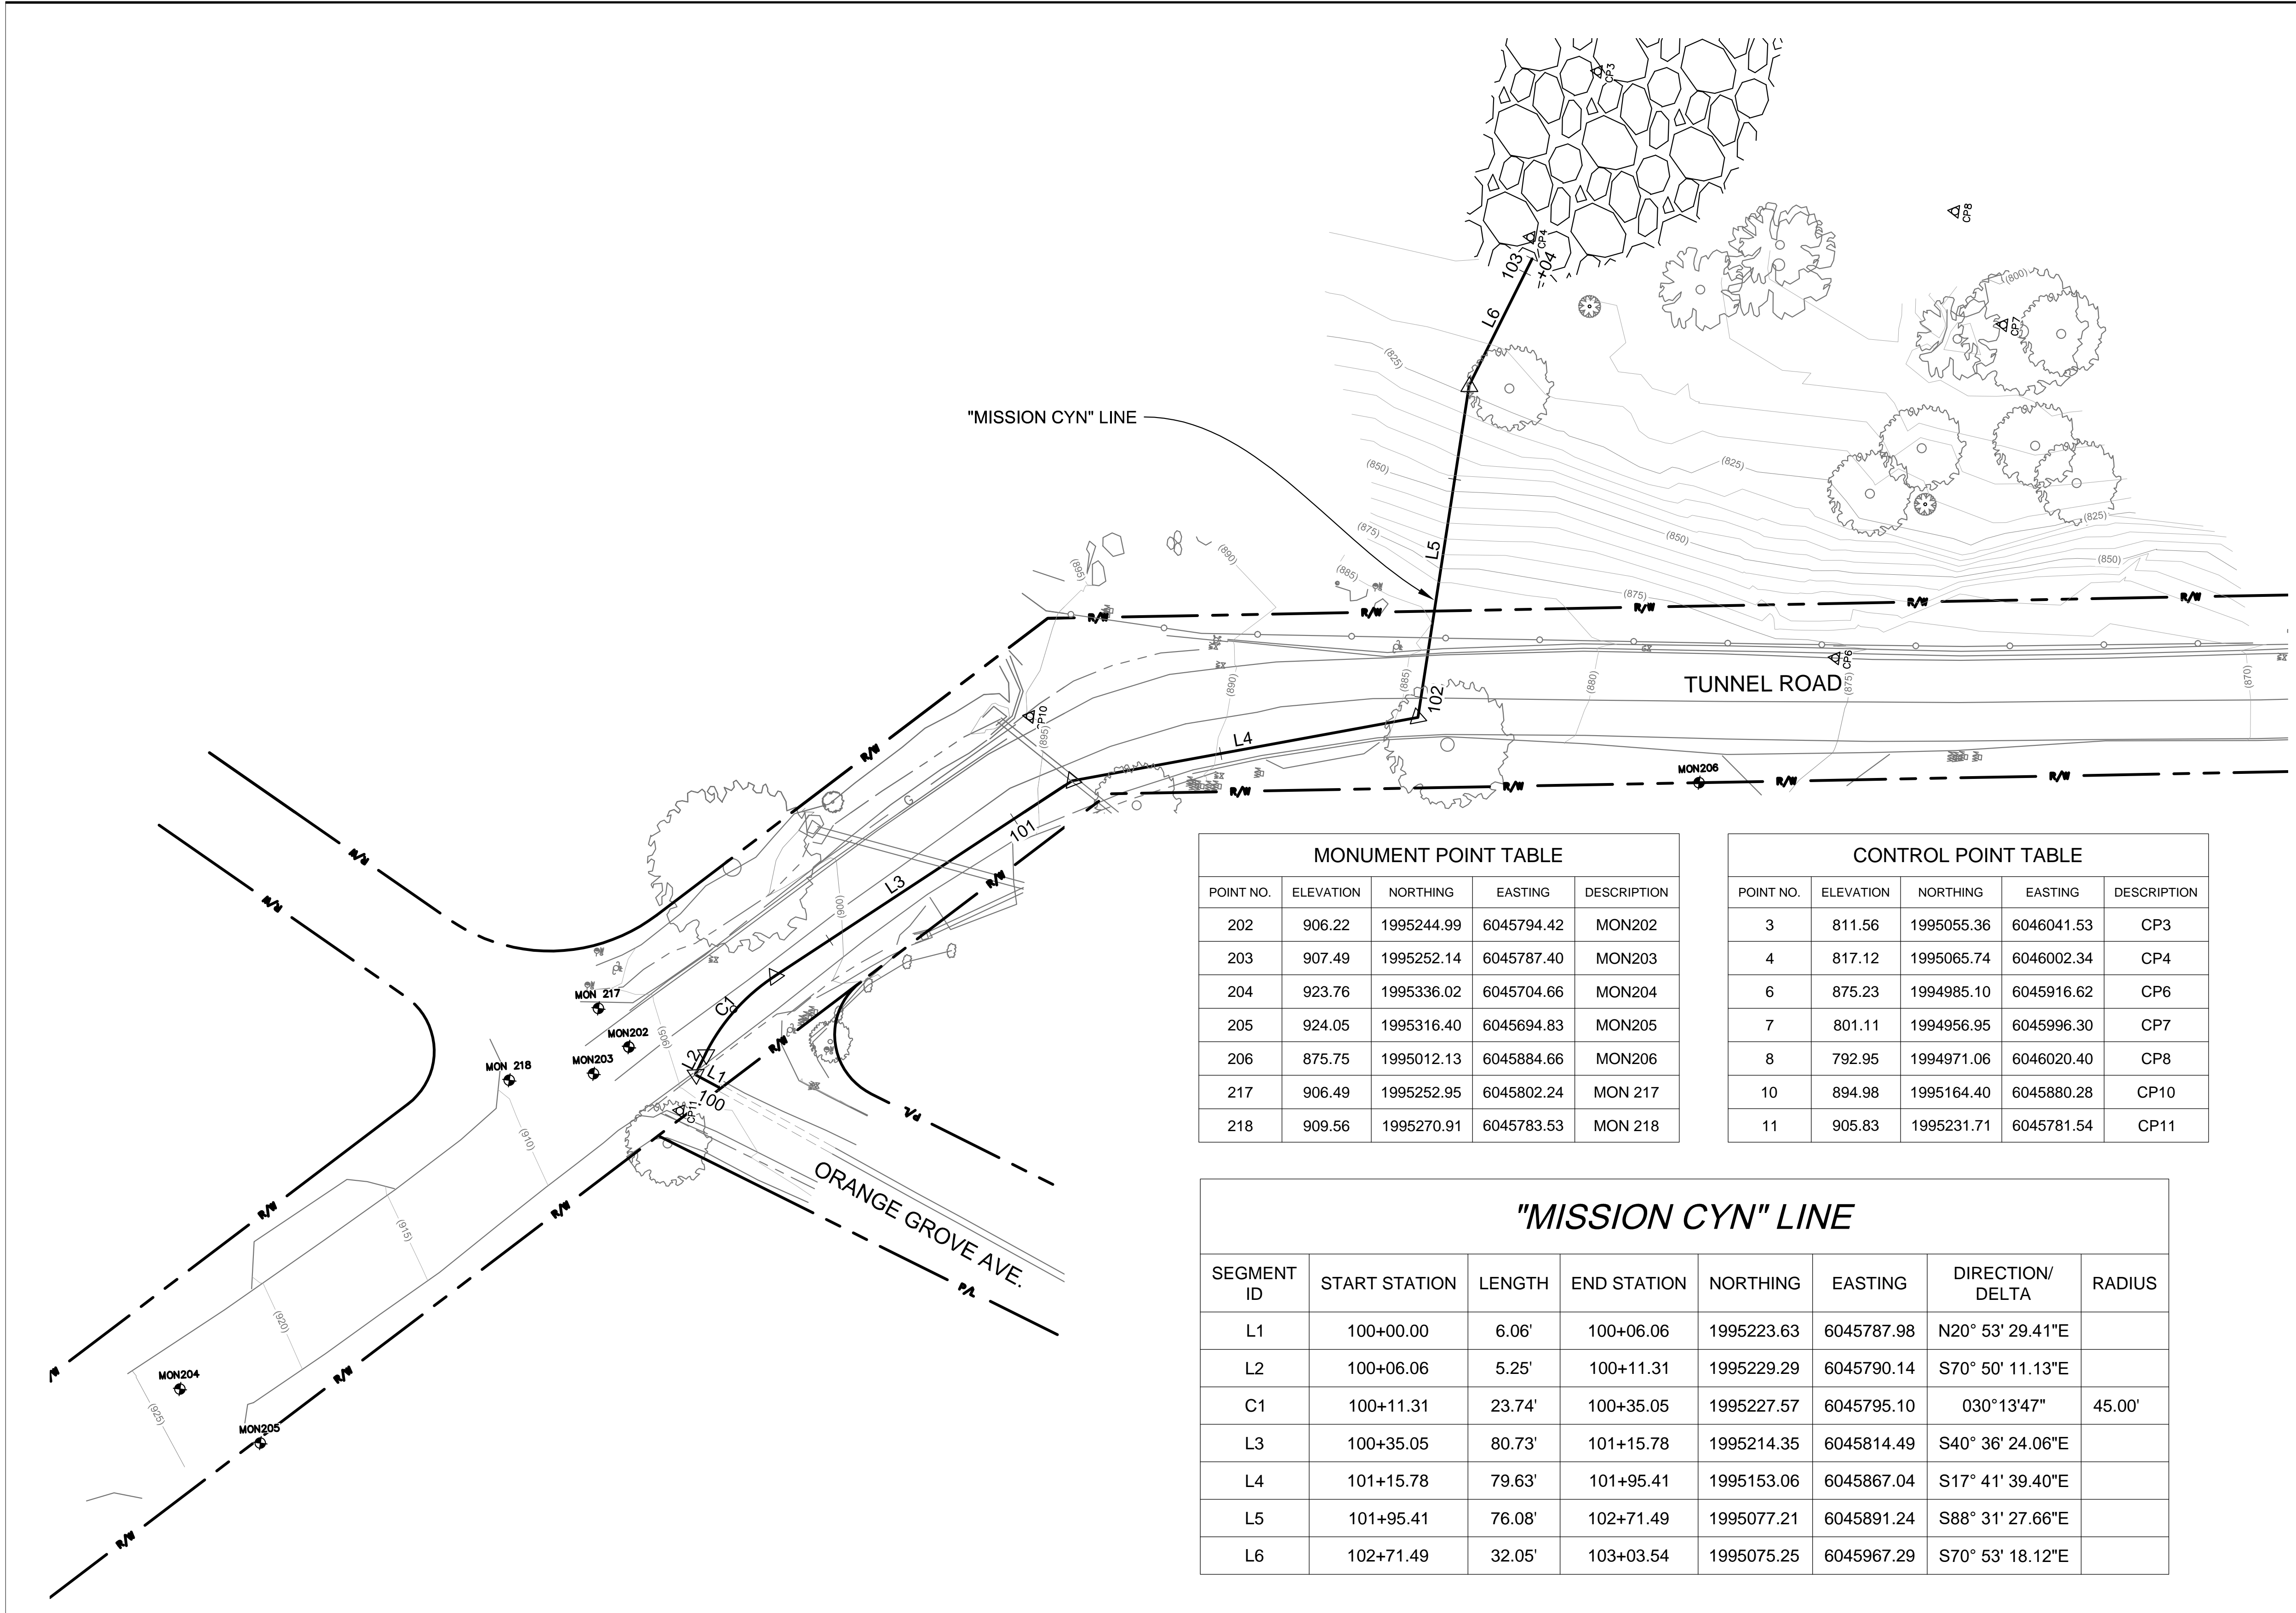 CP3
CP8
CP4
103
+04
(800)
L6
CP7
(825)
"MISSION CYN" LINE
(850)
(825)
(875)
(825)
L5
(850)
(890)
(895)
(850)
(885)
(875)
R/W
R/W
R/W
R/W
R/W
CP6
TUNNEL ROAD
(875)
(870)
(890)
(885)
(880)
102
CP10
(895)
L4
R/W
MON206
R/W
R/W
R/W
R/W
G
101
R/W
R/W
L3
R/W
(900)
MON 217
C1
MON202
(905)
R/W
MON203
L2
MON 218
L1
100
CP11
P/L
(910)
ORANGE GROVE AVE.
R/W
R/W
(915)
P/L
(920)
R/W
R/W
MON204
(925)
MON205
R/W
MONUMENT POINT TABLE
POINT NO. ELEVATION NORTHING EASTING DESCRIPTION
202 906.22 1995244.99 6045794.42 MON202
203 907.49 1995252.14 6045787.40 MON203
204 923.76 1995336.02 6045704.66 MON204
205 924.05 1995316.40 6045694.83 MON205
206 875.75 1995012.13 6045884.66 MON206
217 906.49 1995252.95 6045802.24 MON 217
218 909.56 1995270.91 6045783.53 MON 218
CONTROL POINT TABLE
POINT NO. ELEVATION NORTHING EASTING DESCRIPTION
3 811.56 1995055.36 6046041.53 CP3
4 817.12 1995065.74 6046002.34 CP4
6 875.23 1994985.10 6045916.62 CP6
7 801.11 1994956.95 6045996.30 CP7
8 792.95 1994971.06 6046020.40 CP8
10 894.98 1995164.40 6045880.28 CP10
11 905.83 1995231.71 6045781.54 CP11
"MISSION CYN" LINE
SEGMENT ID START STATION LENGTH END STATION NORTHING EASTING DIRECTION/ DELTA RADIUS
L1 100+00.00 6.06' 100+06.06 1995223.63 6045787.98 N20° 53' 29.41"E
L2 100+06.06 5.25' 100+11.31 1995229.29 6045790.14 S70° 50' 11.13"E
C1 100+11.31 23.74' 100+35.05 1995227.57 6045795.10 030°13'47" 45.00'
L3 100+35.05 80.73' 101+15.78 1995214.35 6045814.49 S40° 36' 24.06"E
L4 101+15.78 79.63' 101+95.41 1995153.06 6045867.04 S17° 41' 39.40"E
L5 101+95.41 76.08' 102+71.49 1995077.21 6045891.24 S88° 31' 27.66"E
L6 102+71.49 32.05' 103+03.54 1995075.25 6045967.29 S70° 53' 18.12"E